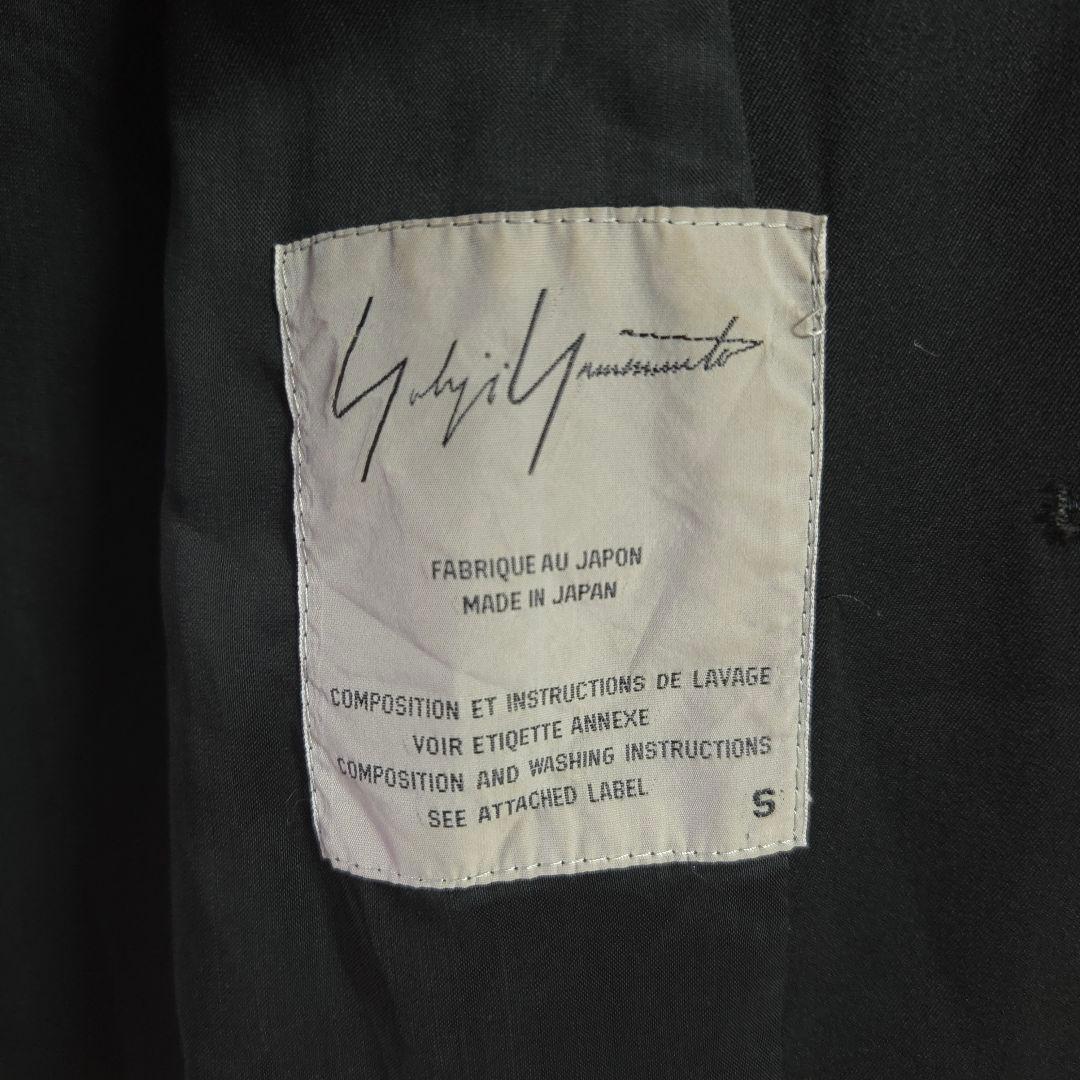 Yohji Yamamoto
FABRIQUE AU JAPON
MADE IN JAPAN
COMPOSITION ET INSTRUCTIONS DE LAVAGE
VOIR ETIQETTE ANNEXE
COMPOSITION AND WASHING INSTRUCTIONS
SEE ATTACHED LABEL
S